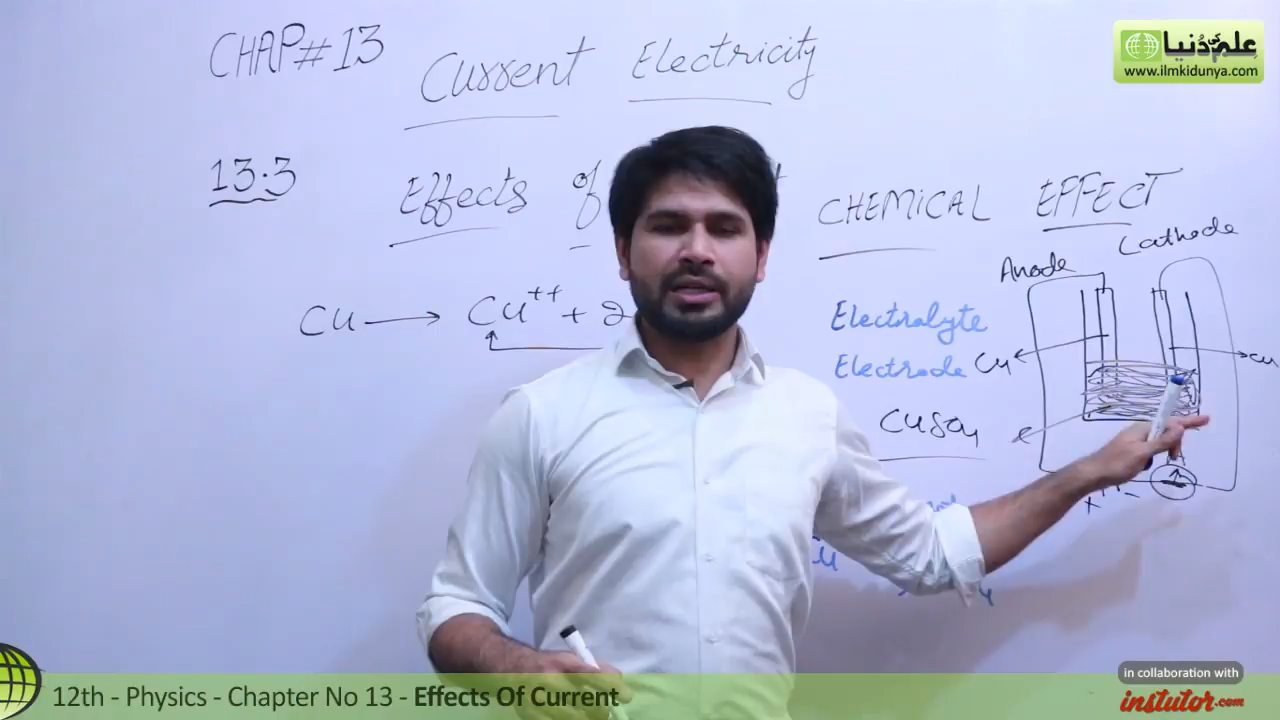 CHAP#13
Current Electricity
علم کی دنیا
www.ilmkidunya.com
13.3
Effects of
CHEMICAL EFFECT
Anode
Cathode
Cu → Cu++ + 2
Electrolyte
Electrode
Cu
Cu
CuSO4
+ -
in collaboration with
instutor.com
12th - Physics - Chapter No 13 - Effects Of Current